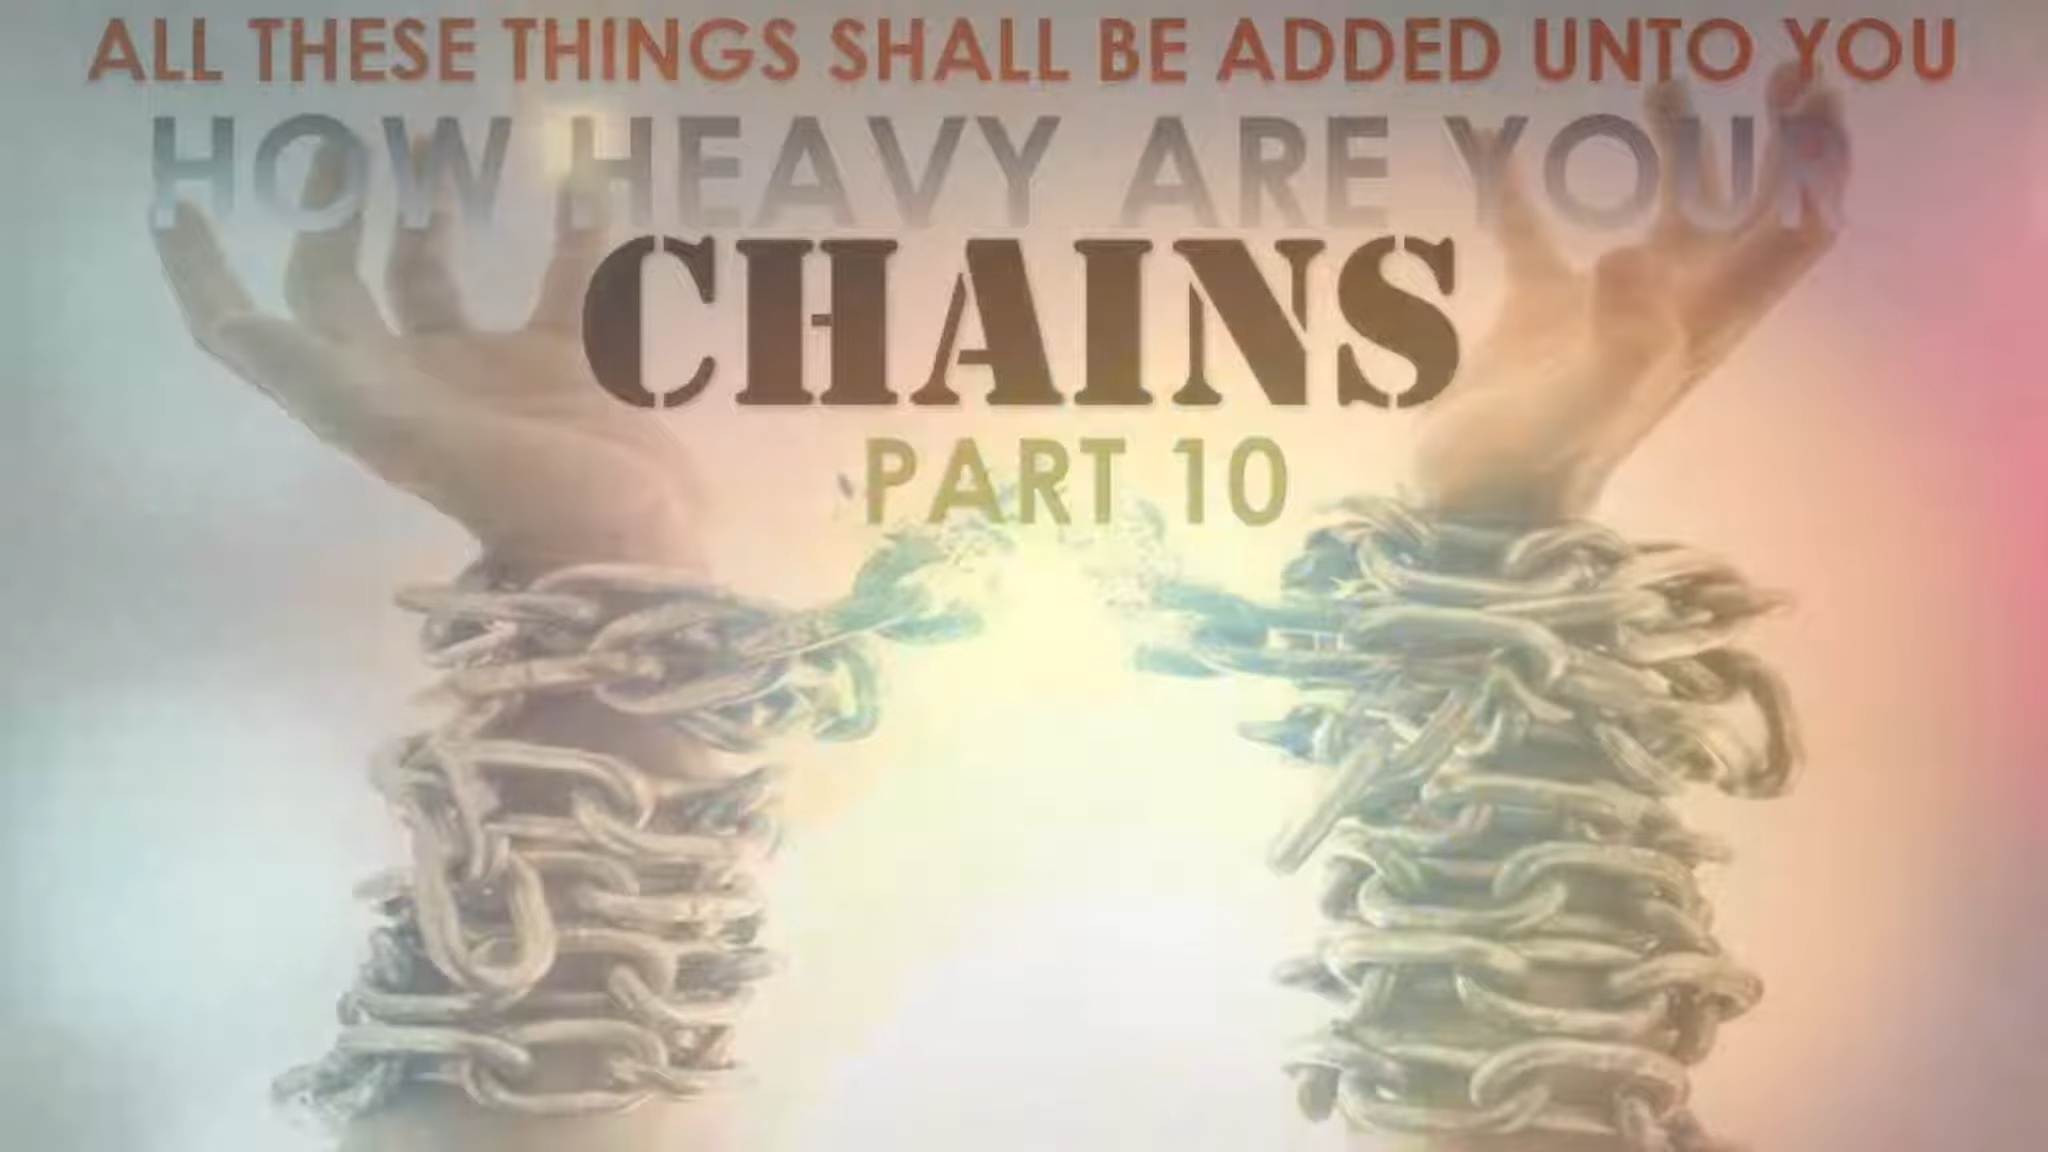 ALL THESE THINGS SHALL BE ADDED UNTO YOU
HOW HEAVY ARE YOUR
CHAINS
PART 10